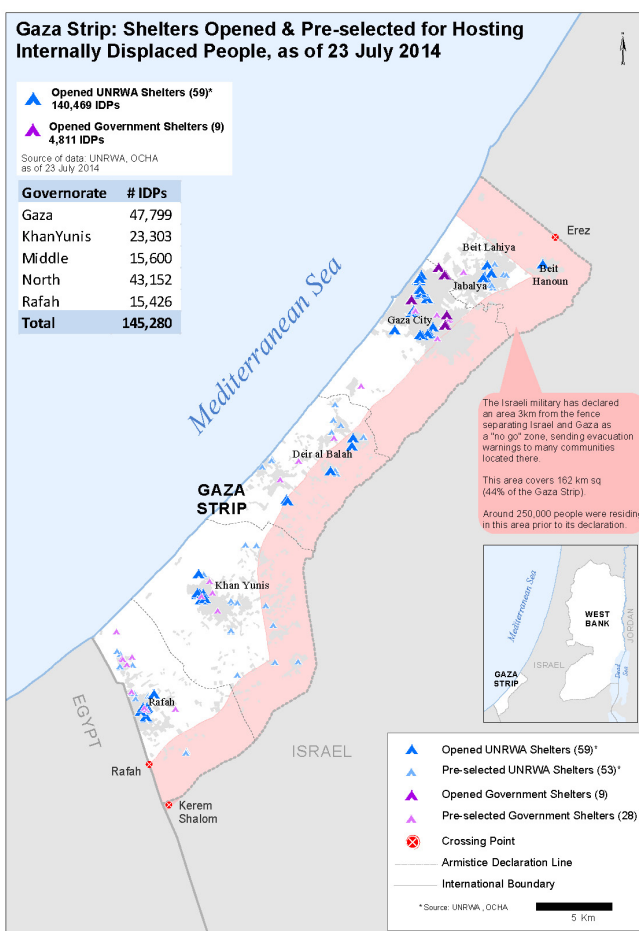 Gaza Strip: Shelters Opened & Pre-selected for Hosting
Internally Displaced People, as of 23 July 2014
Opened UNRWA Shelters (59)*
140,469 IDPs
Opened Government Shelters (9)
4,811 IDPs
Source of data: UNRWA, OCHA
as of 23 July 2014
Governorate # IDPs
Gaza 47,799
KhanYunis 23,303
Middle 15,600
North 43,152
Rafah 15,426
Total 145,280
Mediterranean Sea
Erez
Beit Lahiya
Beit
Hanoun
Jabalya
Gaza City
The Israeli military has declared
an area 3km from the fence
separating Israel and Gaza as
a "no go" zone, sending evacuation
warnings to many communities
located there.
This area covers 162 km sq
(44% of the Gaza Strip).
Around 250,000 people were residing
in this area prior to its declaration.
Deir al Balah
GAZA
STRIP
Khan Yunis
Rafah
EGYPT
ISRAEL
Rafah
Kerem
Shalom
Mediterranean Sea
WEST
BANK
JORDAN
ISRAEL
Dead
Sea
GAZA
STRIP
Opened UNRWA Shelters (59)*
Pre-selected UNRWA Shelters (53)*
Opened Government Shelters (9)
Pre-selected Government Shelters (28)
Crossing Point
Armistice Declaration Line
International Boundary
* Source: UNRWA , OCHA
5 Km